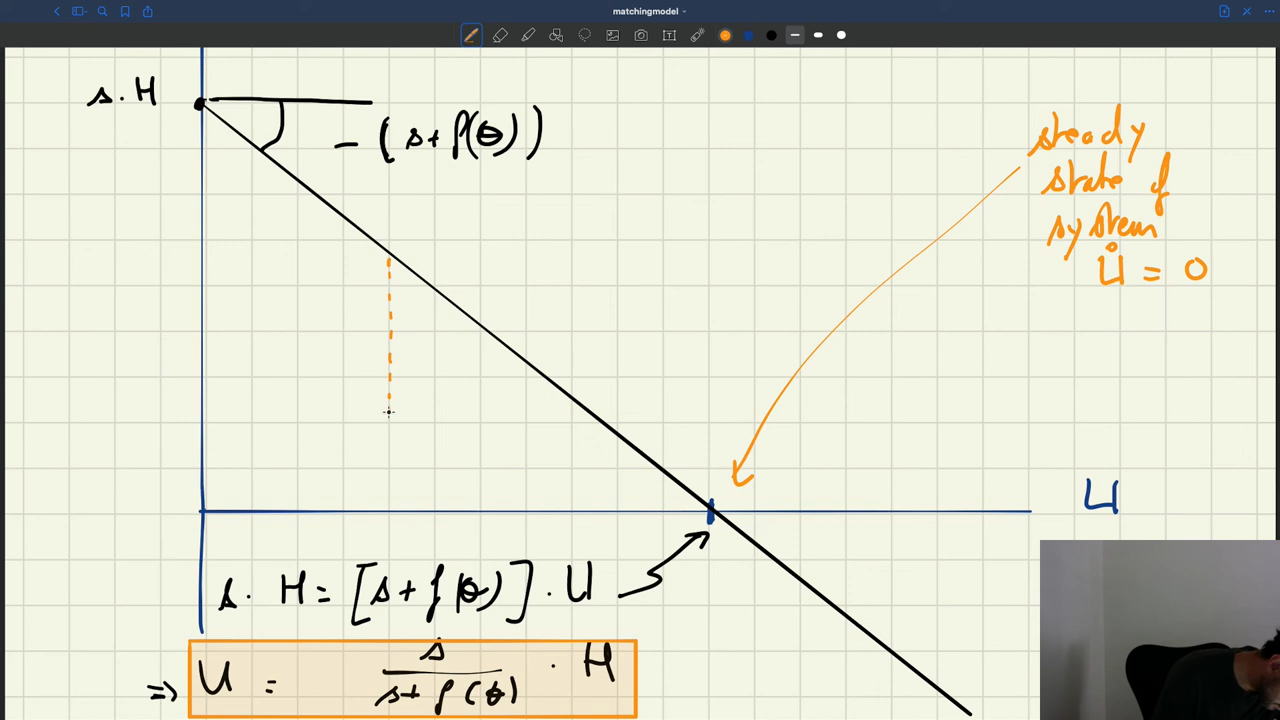 matchingmodel
s.H
- (s+f(θ))
steady
state of
system
U̇ = 0
U
s. H = [s+f(θ)].U
⇒ U = s/(s+f(θ)) . H